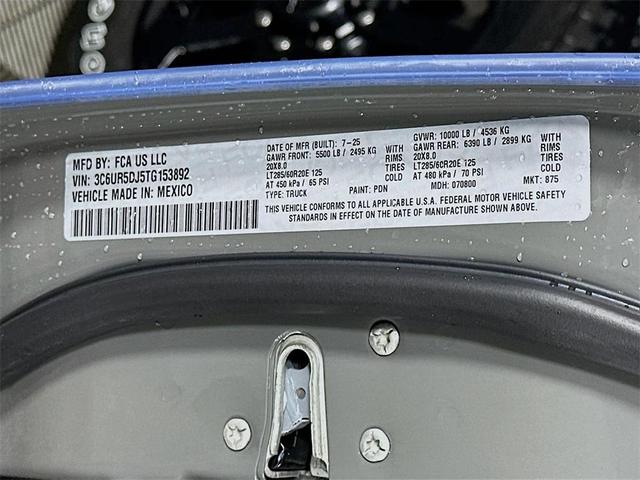 MFD BY: FCA US LLC
VIN: 3C6UR5DJ5TG153892
VEHICLE MADE IN: MEXICO
DATE OF MFR (BUILT): 7-25
GAWR FRONT: 5500 LB / 2495 KG
20X8.0
LT285/60R20E 125
AT 450 kPa / 65 PSI
TYPE: TRUCK
WITH
RIMS
TIRES
COLD
PAINT: PDN
GVWR: 10000 LB / 4536 KG
GAWR REAR: 6390 LB / 2899 KG
20X8.0
LT285/60R20E 125
AT 480 kPa / 70 PSI
MDH: 070800
WITH
RIMS
TIRES
COLD
MKT: 875
THIS VEHICLE CONFORMS TO ALL APPLICABLE U.S.A. FEDERAL MOTOR VEHICLE SAFETY
STANDARDS IN EFFECT ON THE DATE OF MANUFACTURE SHOWN ABOVE.